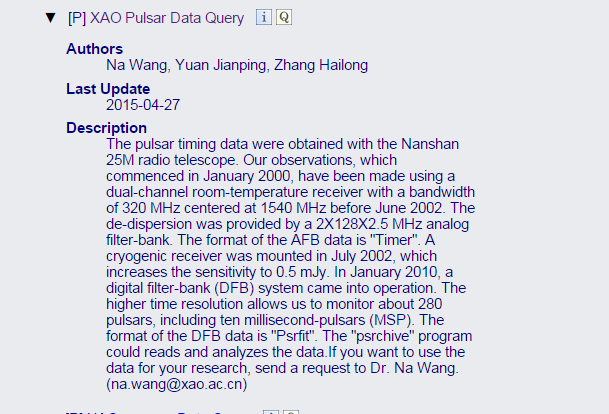 ▼ [P] XAO Pulsar Data Query i Q
Authors
Na Wang, Yuan Jianping, Zhang Hailong
Last Update
2015-04-27
Description
The pulsar timing data were obtained with the Nanshan
25M radio telescope. Our observations, which
commenced in January 2000, have been made using a
dual-channel room-temperature receiver with a bandwidth
of 320 MHz centered at 1540 MHz before June 2002. The
de-dispersion was provided by a 2X128X2.5 MHz analog
filter-bank. The format of the AFB data is "Timer". A
cryogenic receiver was mounted in July 2002, which
increases the sensitivity to 0.5 mJy. In January 2010, a
digital filter-bank (DFB) system came into operation. The
higher time resolution allows us to monitor about 280
pulsars, including ten millisecond-pulsars (MSP). The
format of the DFB data is "Psrfit". The "psrchive" program
could reads and analyzes the data.If you want to use the
data for your research, send a request to Dr. Na Wang.
(na.wang@xao.ac.cn)